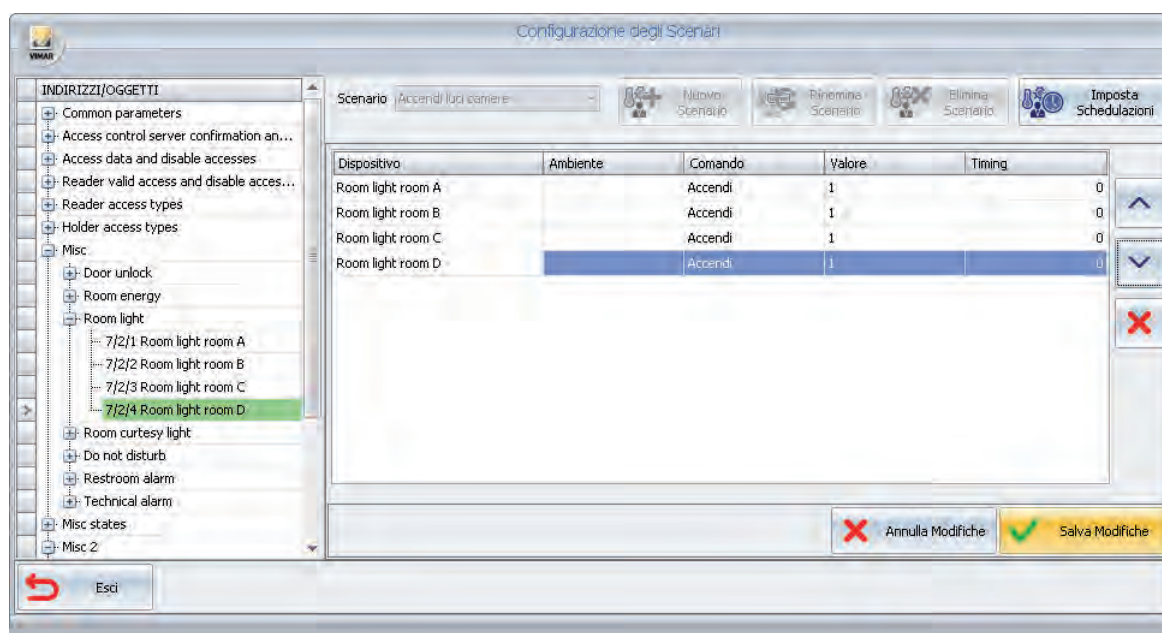 Configurazione degli Scenari
VIMAR
INDIRIZZI/OGGETTI
Common parameters
Access control server confirmation an...
Access data and disable accesses
Reader valid access and disable acces...
Reader access types
Holder access types
Misc
Door unlock
Room energy
Room light
7/2/1 Room light room A
7/2/2 Room light room B
7/2/3 Room light room C
7/2/4 Room light room D
Room curtesy light
Do not disturb
Restroom alarm
Technical alarm
Misc states
Misc 2
Scenario Accendi luci camere
Nuovo
Scenario
Rinomina
Scenario
Elimina
Scenario
Imposta
Schedulazioni
Dispositivo Ambiente Comando Valore Timing
Room light room A Accendi 1 0
Room light room B Accendi 1 0
Room light room C Accendi 1 0
Room light room D Accendi 1 0
Annulla Modifiche
Salva Modifiche
Esci